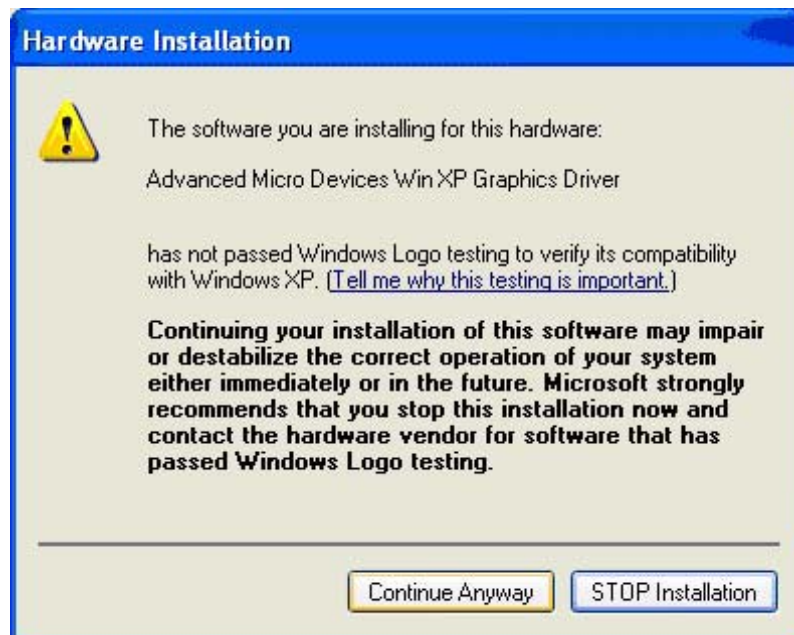 Hardware Installation
The software you are installing for this hardware:
Advanced Micro Devices Win XP Graphics Driver
has not passed Windows Logo testing to verify its compatibility
with Windows XP. (Tell me why this testing is important.)
Continuing your installation of this software may impair
or destabilize the correct operation of your system
either immediately or in the future. Microsoft strongly
recommends that you stop this installation now and
contact the hardware vendor for software that has
passed Windows Logo testing.
Continue Anyway
STOP Installation